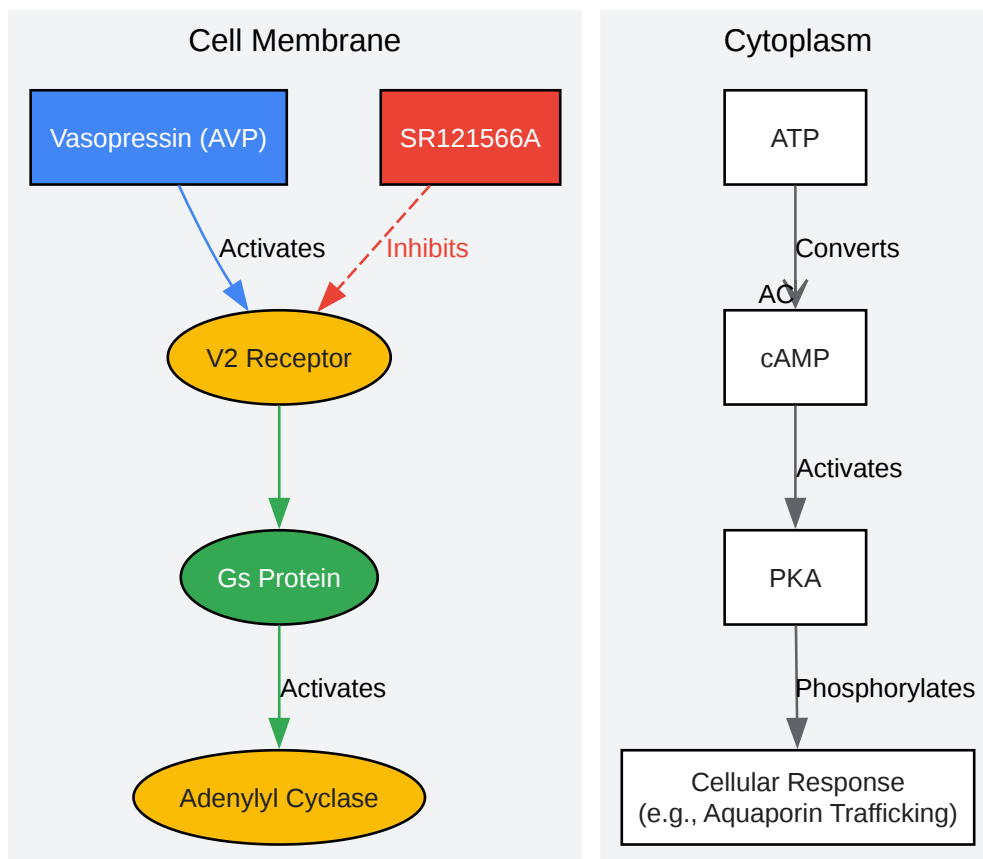 Cell Membrane
Vasopressin (AVP)
SR121566A
Activates
Inhibits
V2 Receptor
Gs Protein
Activates
Adenylyl Cyclase
Cytoplasm
ATP
Converts
AC
cAMP
Activates
PKA
Phosphorylates
Cellular Response
(e.g., Aquaporin Trafficking)